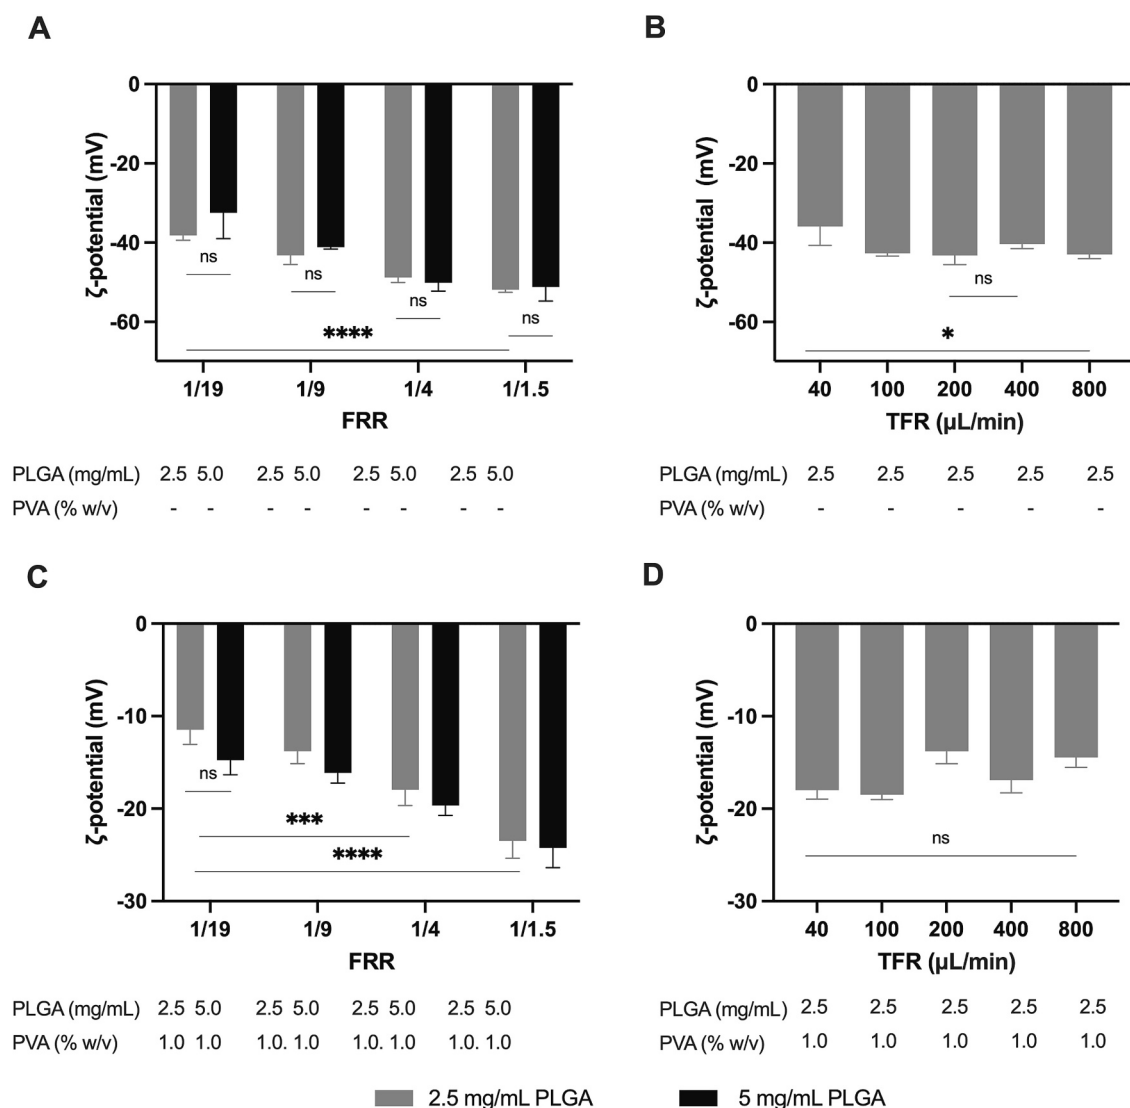 A
0
-20
-40
-60
ζ-potential (mV)
ns
ns
ns
ns
****
1/19 1/9 1/4 1/1.5
FRR
PLGA (mg/mL) 2.5 5.0 2.5 5.0 2.5 5.0 2.5 5.0
PVA (% w/v) - - - - - - - -
B
0
-20
-40
-60
ζ-potential (mV)
ns
*
40 100 200 400 800
TFR (µL/min)
PLGA (mg/mL) 2.5 2.5 2.5 2.5 2.5
PVA (% w/v) - - - - -
C
0
-10
-20
-30
ζ-potential (mV)
ns
***
****
1/19 1/9 1/4 1/1.5
FRR
PLGA (mg/mL) 2.5 5.0 2.5 5.0 2.5 5.0 2.5 5.0
PVA (% w/v) 1.0 1.0 1.0. 1.0 1.0. 1.0 1.0. 1.0
D
0
-10
-20
-30
ζ-potential (mV)
ns
40 100 200 400 800
TFR (µL/min)
PLGA (mg/mL) 2.5 2.5 2.5 2.5 2.5
PVA (% w/v) 1.0 1.0 1.0 1.0 1.0
2.5 mg/mL PLGA 5 mg/mL PLGA